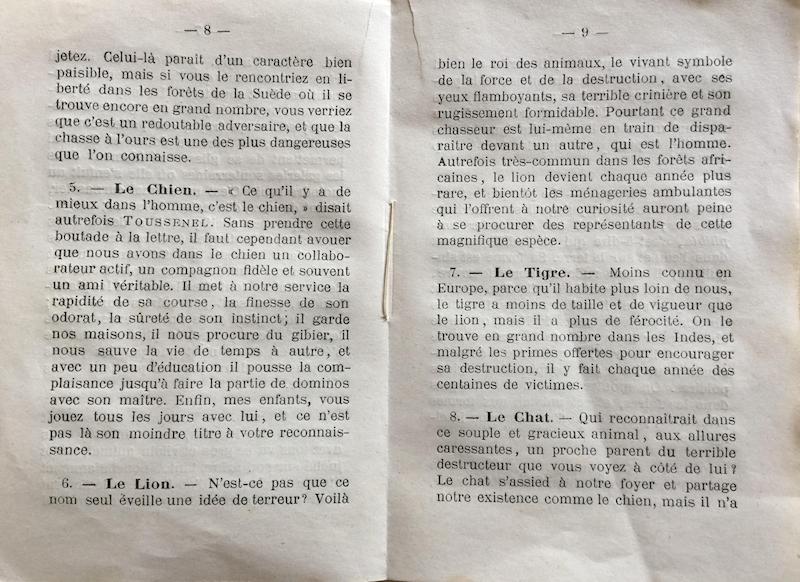 — 8 —
jetez. Celui-là paraît d'un caractère bien
paisible, mais si vous le rencontriez en li-
berté dans les forêts de la Suède où il se
trouve encore en grand nombre, vous verriez
que c'est un redoutable adversaire, et que la
chasse à l'ours est une des plus dangereuses
que l'on connaisse.
5. — Le Chien. — « Ce qu'il y a de
mieux dans l'homme, c'est le chien, » disait
autrefois TOUSSENEL. Sans prendre cette
boutade à la lettre, il faut cependant avouer
que nous avons dans le chien un collabo-
rateur actif, un compagnon fidèle et souvent
un ami véritable. Il met à notre service la
rapidité de sa course, la finesse de son
odorat, la sûreté de son instinct; il garde
nos maisons, il nous procure du gibier, il
nous sauve la vie de temps à autre, et
avec un peu d'éducation il pousse la com-
plaisance jusqu'à faire la partie de dominos
avec son maître. Enfin, mes enfants, vous
jouez tous les jours avec lui, et ce n'est
pas là son moindre titre à votre reconnais-
sance.
6. — Le Lion. — N'est-ce pas que ce
nom seul éveille une idée de terreur? Voilà
— 9 —
bien le roi des animaux, le vivant symbole
de la force et de la destruction, avec ses
yeux flamboyants, sa terrible crinière et son
rugissement formidable. Pourtant ce grand
chasseur est lui-même en train de dispa-
raître devant un autre, qui est l'homme.
Autrefois très-commun dans les forêts afri-
caines, le lion devient chaque année plus
rare, et bientôt les ménageries ambulantes
qui l'offrent à notre curiosité auront peine
à se procurer des représentants de cette
magnifique espèce.
7. — Le Tigre. — Moins connu en
Europe, parce qu'il habite plus loin de nous,
le tigre a moins de taille et de vigueur que
le lion, mais il a plus de férocité. On le
trouve en grand nombre dans les Indes, et
malgré les primes offertes pour encourager
sa destruction, il y fait chaque année des
centaines de victimes.
8. — Le Chat. — Qui reconnaîtrait dans
ce souple et gracieux animal, aux allures
caressantes, un proche parent du terrible
destructeur que vous voyez à côté de lui?
Le chat s'assied à notre foyer et partage
notre existence comme le chien, mais il n'a